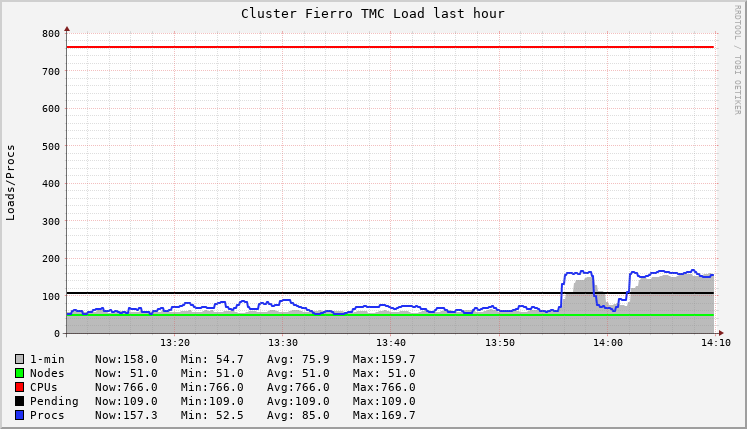 Cluster Fierro TMC Load last hour
RRDTOOL / TOBI OETIKER
Loads/Procs
800
700
600
500
400
300
200
100
0
13:20 13:30 13:40 13:50 14:00 14:10
1-min Now:158.0 Min: 54.7 Avg: 75.9 Max:159.7
Nodes Now: 51.0 Min: 51.0 Avg: 51.0 Max: 51.0
CPUs Now:766.0 Min:766.0 Avg:766.0 Max:766.0
Pending Now:109.0 Min:109.0 Avg:109.0 Max:109.0
Procs Now:157.3 Min: 52.5 Avg: 85.0 Max:169.7